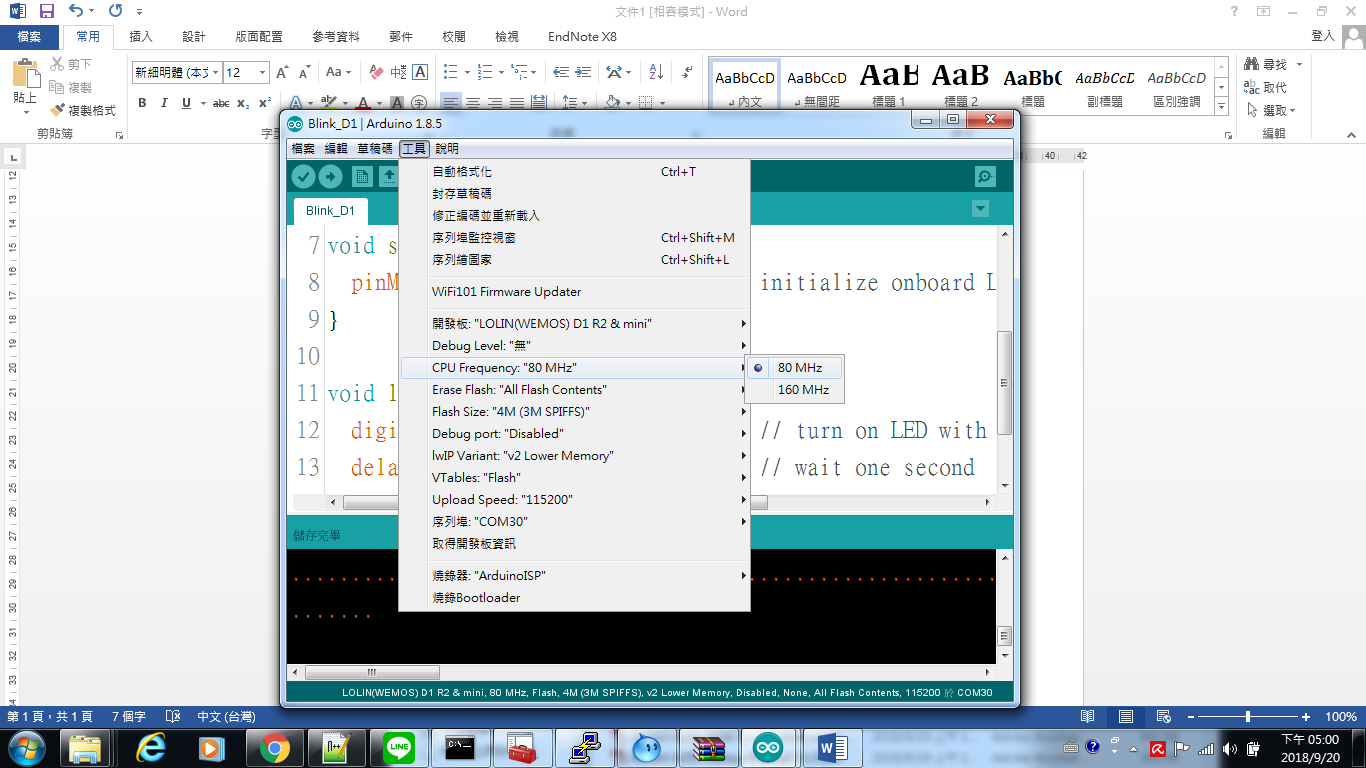 文件1 [相容模式] - Word
檔案 常用 插入 設計 版面配置 參考資料 郵件 校閱 檢視 EndNote X8 登入
貼上
剪下
複製
複製格式
剪貼簿
新細明體 (本文 12
AaBbCcD AaBbCcD AaBb AaBB AaBb( AaBbCcD AaBbCcD
內文 無間距 標題 1 標題 2 標題 副標題 區別強調
尋找
取代
選取
編輯
Blink_D1 | Arduino 1.8.5
檔案 編輯 草稿碼 工具 說明
Blink_D1
自動格式化 Ctrl+T
封存草稿碼
修正編碼並重新載入
序列埠監控視窗 Ctrl+Shift+M
序列繪圖家 Ctrl+Shift+L
WiFi101 Firmware Updater
開發板: "LOLIN(WEMOS) D1 R2 & mini"
Debug Level: "無"
CPU Frequency: "80 MHz"
Erase Flash: "All Flash Contents"
Flash Size: "4M (3M SPIFFS)"
Debug port: "Disabled"
lwIP Variant: "v2 Lower Memory"
VTables: "Flash"
Upload Speed: "115200"
序列埠: "COM30"
取得開發板資訊
燒錄器: "ArduinoISP"
燒錄Bootloader
80 MHz
160 MHz
7 void s
8 pinM initialize onboard L
9 }
10
11 void l
12 digi // turn on LED with
13 dela // wait one second
儲存完畢
LOLIN(WEMOS) D1 R2 & mini, 80 MHz, Flash, 4M (3M SPIFFS), v2 Lower Memory, Disabled, None, All Flash Contents, 115200 於 COM30
第 1 頁，共 1 頁 7 個字 中文 (台灣) 100%
下午 05:00
2018/9/20